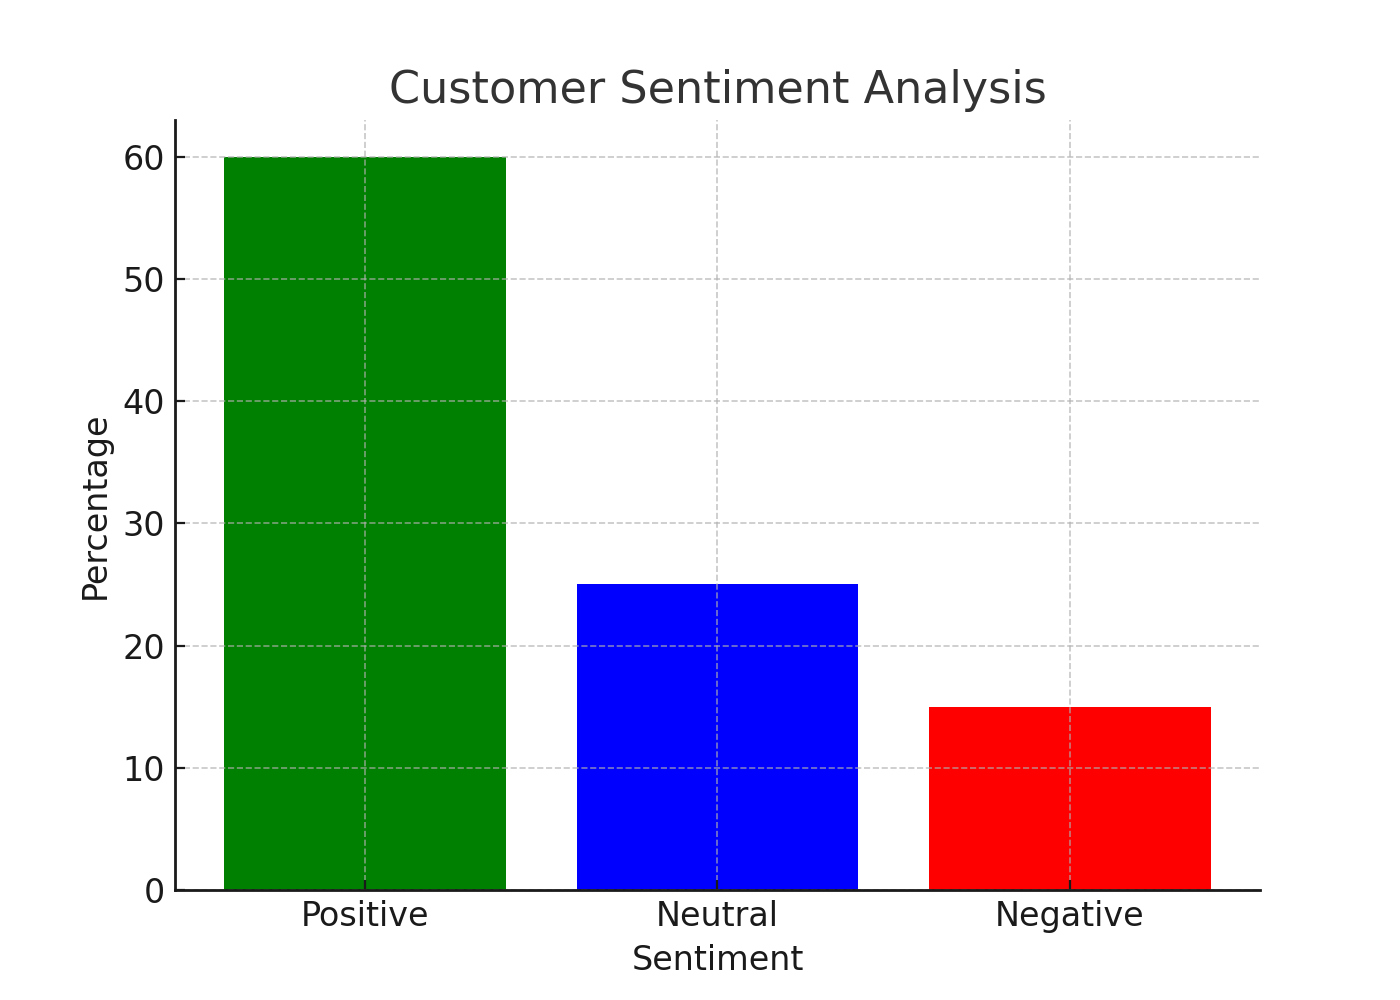 Customer Sentiment Analysis
60
50
40
30
20
10
0
Percentage
Positive
Neutral
Negative
Sentiment